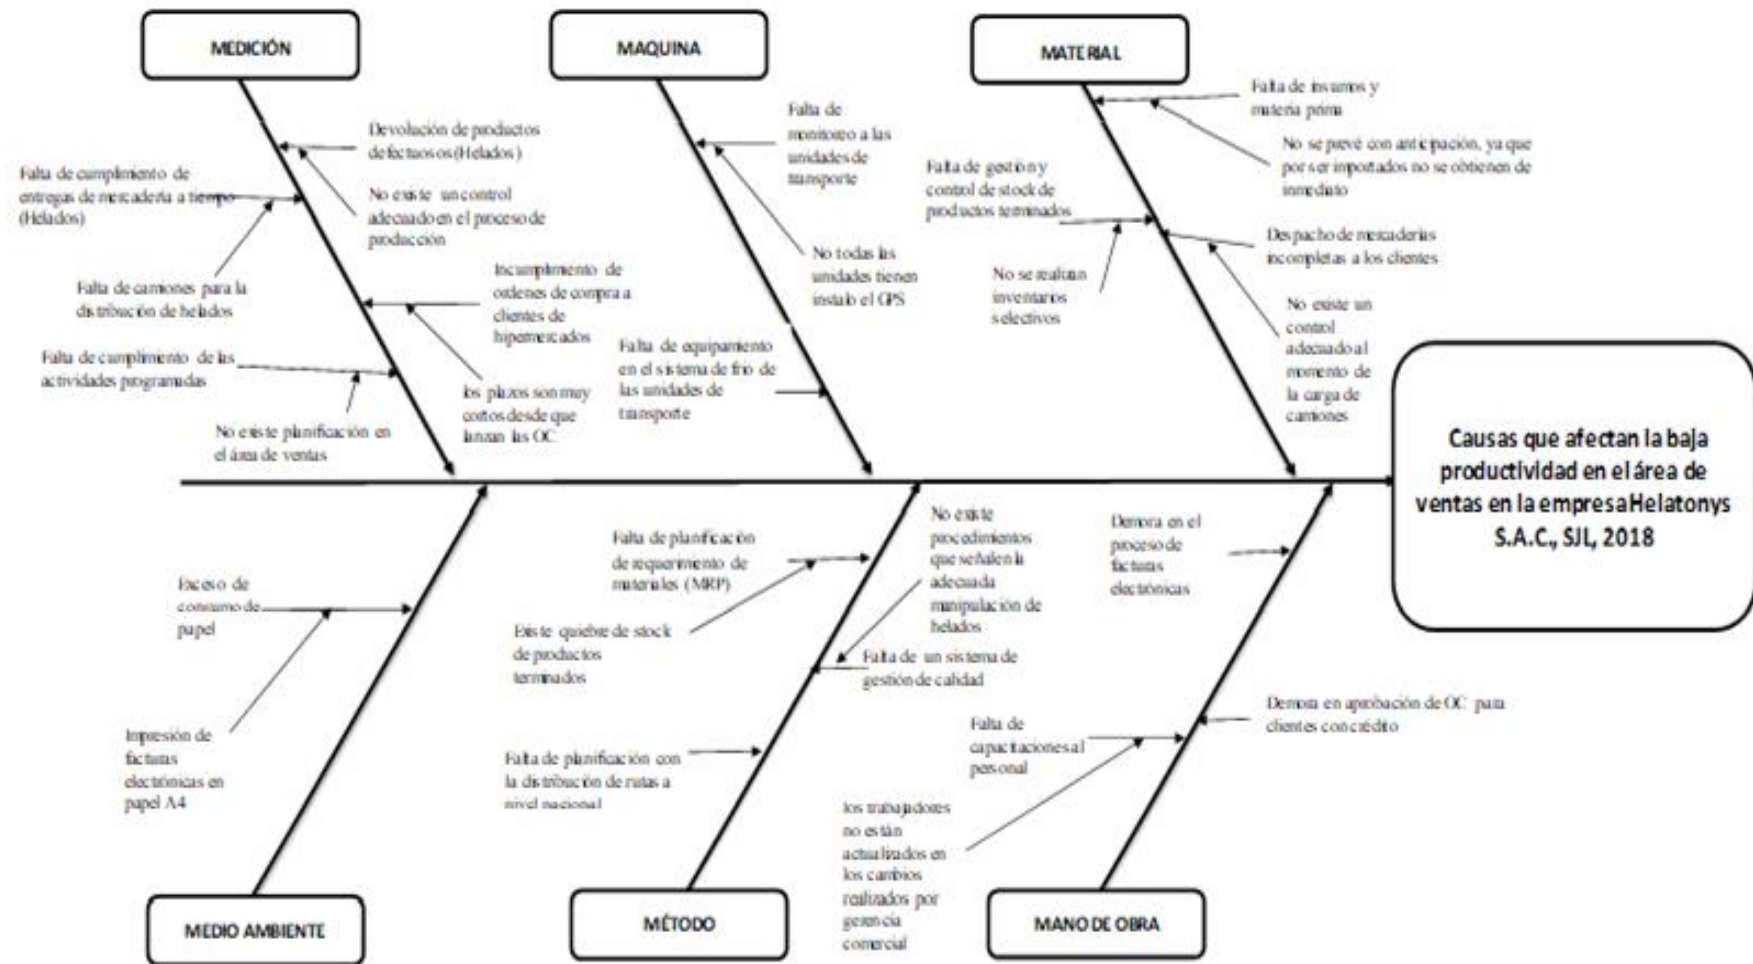 MEDICIÓN
MAQUINA
MATERIAL
Devolución de productos
defectuosos (Helados)
Falta de cumplimiento de
entregas de mercadería a tiempo
(Helados)
No existe un control
adecuado en el proceso de
producción
Falta de camiones para la
distribución de helados
Incumplimiento de
ordenes de compra a
clientes de
hipermercados
Falta de cumplimiento de las
actividades programadas
los plazos son muy
cortos desde que
lanzan las OC
No existe planificación en
el área de ventas
Falta de
monitoreo a las
unidades de
transporte
No todas las
unidades tienen
instalo el GPS
Falta de equipamiento
en el sistema de frio de
las unidades de
transporte
Falta de insumos y
materia prima
No se prevé con anticipación, ya que
por ser importados no se obtienen de
inmediato
Falta de gestión y
control de stock de
productos terminados
No se realizan
inventarios
selectivos
Despacho de mercaderías
incompletas a los clientes
No existe un
control
adecuado al
momento de
la carga de
camiones
Causas que afectan la baja
productividad en el área de
ventas en la empresa Helatonys
S.A.C., SJL, 2018
Exceso de
consumo de
papel
Impresión de
facturas
electrónicas en
papel A4
Falta de planificación
de requerimiento de
materiales (MRP)
Existe quiebre de stock
de productos
terminados
No existe
procedimientos
que señalen la
adecuada
manipulación de
helados
Falta de un sistema de
gestión de calidad
Falta de planificación con
la distribución de rutas a
nivel nacional
Demora en el
proceso de
facturas
electrónicas
Demora en aprobación de OC para
clientes con crédito
Falta de
capacitaciones al
personal
los trabajadores
no están
actualizados en
los cambios
realizados por
gerencia
comercial
MEDIO AMBIENTE
MÉTODO
MANO DE OBRA